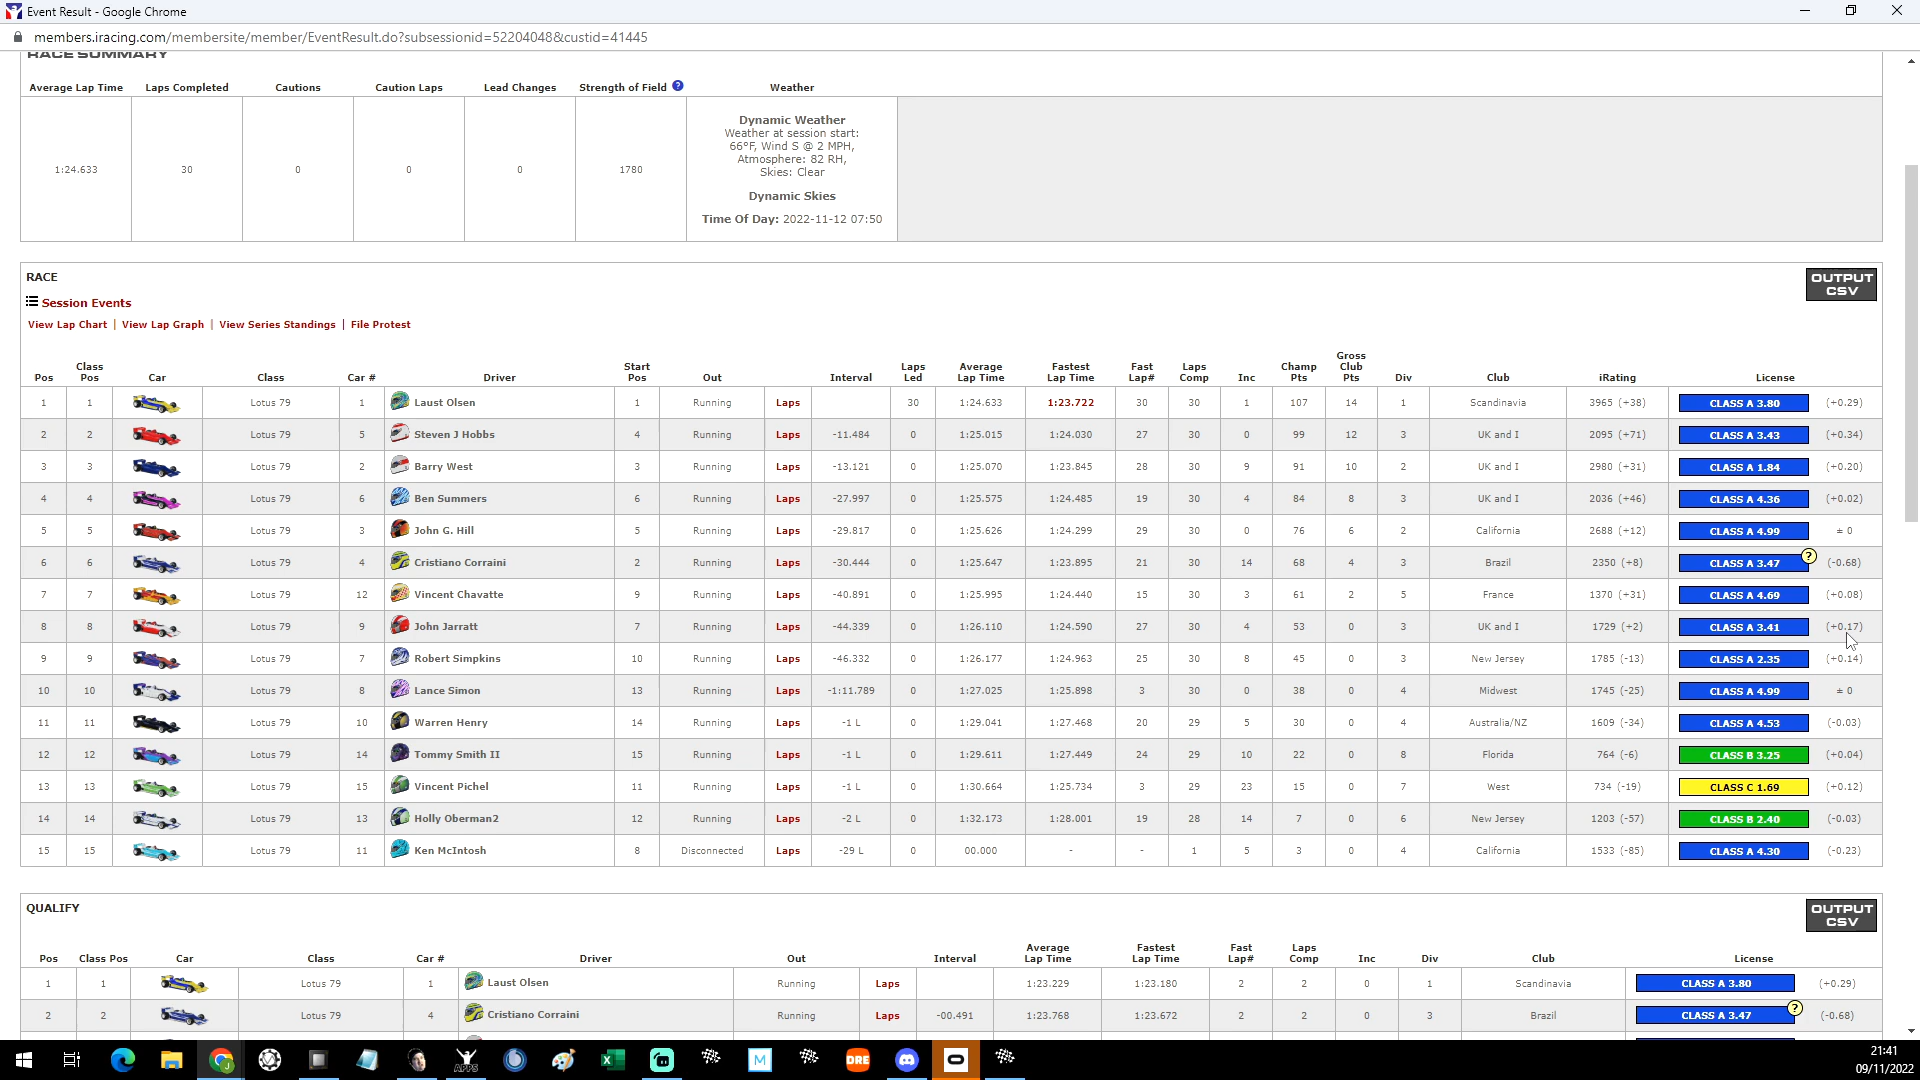 Event Result - Google Chrome
members.iracing.com/membersite/member/EventResult.do?subsessionid=52204048&custid=41445
RACE SUMMARY
Average Lap Time Laps Completed Cautions Caution Laps Lead Changes Strength of Field ? Weather
1:24.633 30 0 0 0 1780
Dynamic Weather
Weather at session start:
66°F, Wind S @ 2 MPH,
Atmosphere: 82 RH,
Skies: Clear
Dynamic Skies
Time Of Day: 2022-11-12 07:50
RACE
OUTPUT CSV
Session Events
View Lap Chart | View Lap Graph | View Series Standings | File Protest
Pos Class Pos Car Class Car # Driver Start Pos Out Interval Laps Led Average Lap Time Fastest Lap Time Fast Lap# Laps Comp Inc Champ Pts Gross Club Pts Div Club iRating License
1 1 Lotus 79 1 Laust Olsen 1 Running Laps 30 1:24.633 1:23.722 30 30 1 107 14 1 Scandinavia 3965 (+38) CLASS A 3.80 (+0.29)
2 2 Lotus 79 5 Steven J Hobbs 4 Running Laps -11.484 0 1:25.015 1:24.030 27 30 0 99 12 3 UK and I 2095 (+71) CLASS A 3.43 (+0.34)
3 3 Lotus 79 2 Barry West 3 Running Laps -13.121 0 1:25.070 1:23.845 28 30 9 91 10 2 UK and I 2980 (+31) CLASS A 1.84 (+0.20)
4 4 Lotus 79 6 Ben Summers 6 Running Laps -27.997 0 1:25.575 1:24.485 19 30 4 84 8 3 UK and I 2036 (+46) CLASS A 4.36 (+0.02)
5 5 Lotus 79 3 John G. Hill 5 Running Laps -29.817 0 1:25.626 1:24.299 29 30 0 76 6 2 California 2688 (+12) CLASS A 4.99 ± 0
6 6 Lotus 79 4 Cristiano Corraini 2 Running Laps -30.444 0 1:25.647 1:23.895 21 30 14 68 4 3 Brazil 2350 (+8) CLASS A 3.47 ? (-0.68)
7 7 Lotus 79 12 Vincent Chavatte 9 Running Laps -40.891 0 1:25.995 1:24.440 15 30 3 61 2 5 France 1370 (+31) CLASS A 4.69 (+0.08)
8 8 Lotus 79 9 John Jarratt 7 Running Laps -44.339 0 1:26.110 1:24.590 27 30 4 53 0 3 UK and I 1729 (+2) CLASS A 3.41 (+0.17)
9 9 Lotus 79 7 Robert Simpkins 10 Running Laps -46.332 0 1:26.177 1:24.963 25 30 8 45 0 3 New Jersey 1785 (-13) CLASS A 2.35 (+0.14)
10 10 Lotus 79 8 Lance Simon 13 Running Laps -1:11.789 0 1:27.025 1:25.898 3 30 0 38 0 4 Midwest 1745 (-25) CLASS A 4.99 ± 0
11 11 Lotus 79 10 Warren Henry 14 Running Laps -1 L 0 1:29.041 1:27.468 20 29 5 30 0 4 Australia/NZ 1609 (-34) CLASS A 4.53 (-0.03)
12 12 Lotus 79 14 Tommy Smith II 15 Running Laps -1 L 0 1:29.611 1:27.449 24 29 10 22 0 8 Florida 764 (-6) CLASS B 3.25 (+0.04)
13 13 Lotus 79 15 Vincent Pichel 11 Running Laps -1 L 0 1:30.664 1:25.734 3 29 23 15 0 7 West 734 (-19) CLASS C 1.69 (+0.12)
14 14 Lotus 79 13 Holly Oberman2 12 Running Laps -2 L 0 1:32.173 1:28.001 19 28 14 7 0 6 New Jersey 1203 (-57) CLASS B 2.40 (-0.03)
15 15 Lotus 79 11 Ken McIntosh 8 Disconnected Laps -29 L 0 00.000 - - 1 5 3 0 4 California 1533 (-85) CLASS A 4.30 (-0.23)
QUALIFY
OUTPUT CSV
Pos Class Pos Car Class Car # Driver Out Interval Average Lap Time Fastest Lap Time Fast Lap# Laps Comp Inc Div Club License
1 1 Lotus 79 1 Laust Olsen Running Laps 1:23.229 1:23.180 2 2 0 1 Scandinavia CLASS A 3.80 (+0.29)
2 2 Lotus 79 4 Cristiano Corraini Running Laps -00.491 1:23.768 1:23.672 2 2 0 3 Brazil CLASS A 3.47 ? (-0.68)
APPS
M
DRE
21:41
09/11/2022